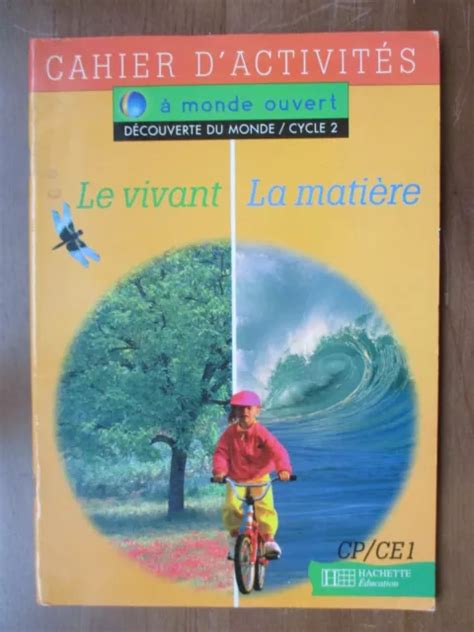 CAHIER D'ACTIVITÉS
à monde ouvert
DÉCOUVERTE DU MONDE / CYCLE 2
Le vivant La matière
CP/CE1
H HACHETTE
Éducation